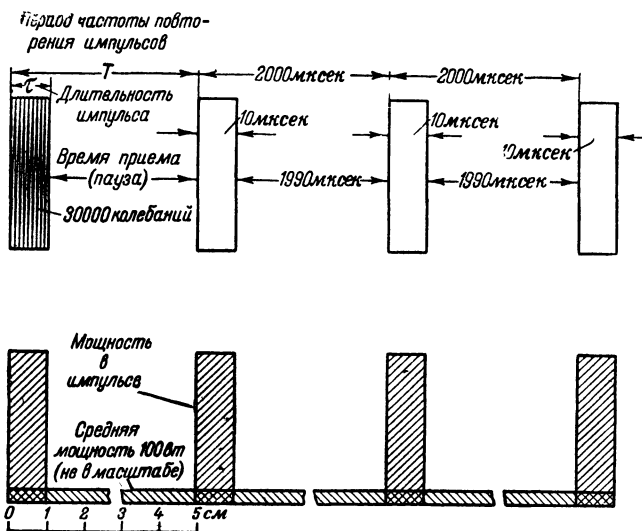 Период частоты повто-
рения импульсов
T
2000мксек
2000мксек
τ
Длительность
импульса
10мксек
10мксек
10мксек
Время приема
(пауза)
1990мксек
1990мксек
30000 колебаний
Мощность
в
импульсе
Средняя
мощность 100вт
(не в масштабе)
0 1 2 3 4 5 см